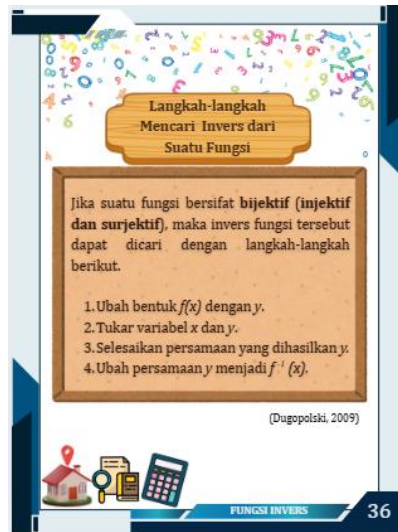 Langkah-langkah
Mencari Invers dari
Suatu Fungsi
Jika suatu fungsi bersifat bijektif (injektif
dan surjektif), maka invers fungsi tersebut
dapat dicari dengan langkah-langkah
berikut.
1. Ubah bentuk f(x) dengan y.
2. Tukar variabel x dan y.
3. Selesaikan persamaan yang dihasilkan y.
4. Ubah persamaan y menjadi f⁻¹ (x).
(Dugopolski, 2009)
FUNGSI INVERS
36